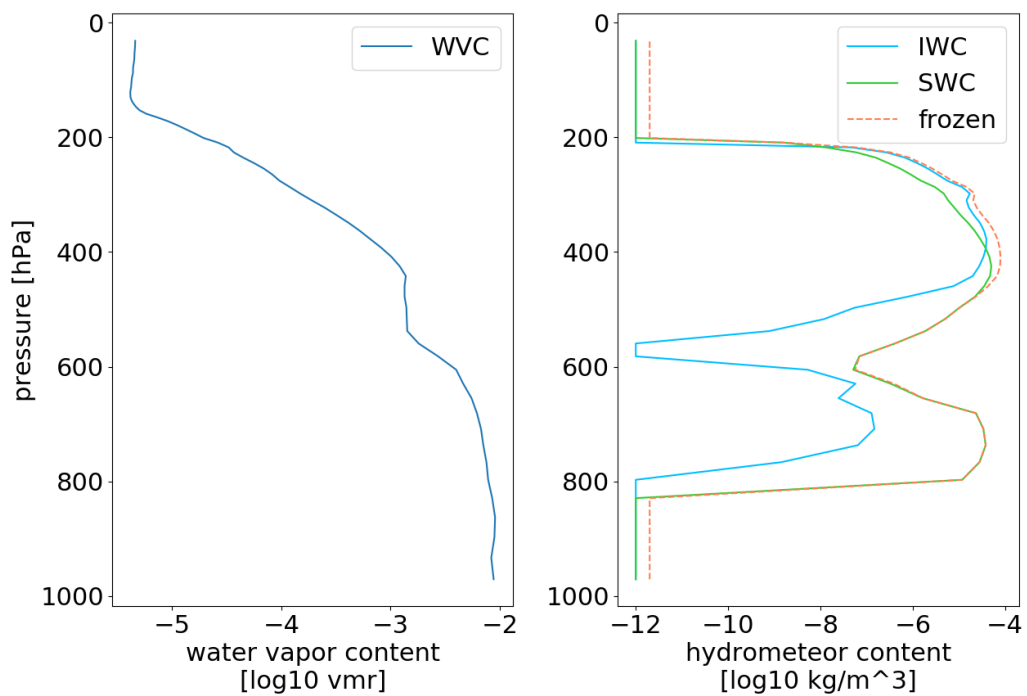 0
200
400
600
800
1000
pressure [hPa]
−5
−4
−3
−2
water vapor content
[log10 vmr]
WVC
0
200
400
600
800
1000
−12
−10
−8
−6
−4
hydrometeor content
[log10 kg/m^3]
IWC
SWC
frozen